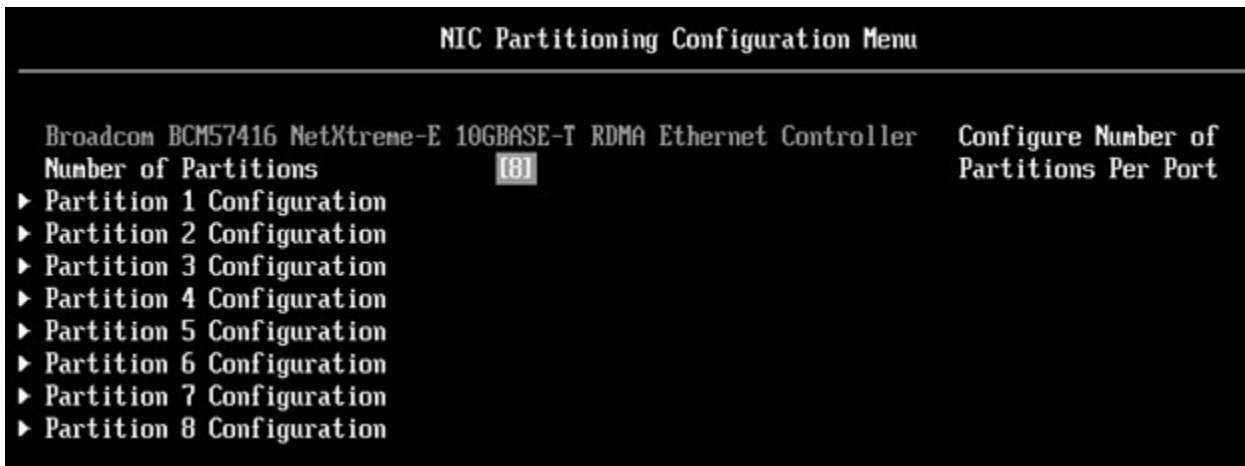 NIC Partitioning Configuration Menu
Broadcom BCM57416 NetXtreme-E 10GBASE-T RDMA Ethernet Controller
Configure Number of
Number of Partitions [8]
Partitions Per Port
Partition 1 Configuration
Partition 2 Configuration
Partition 3 Configuration
Partition 4 Configuration
Partition 5 Configuration
Partition 6 Configuration
Partition 7 Configuration
Partition 8 Configuration